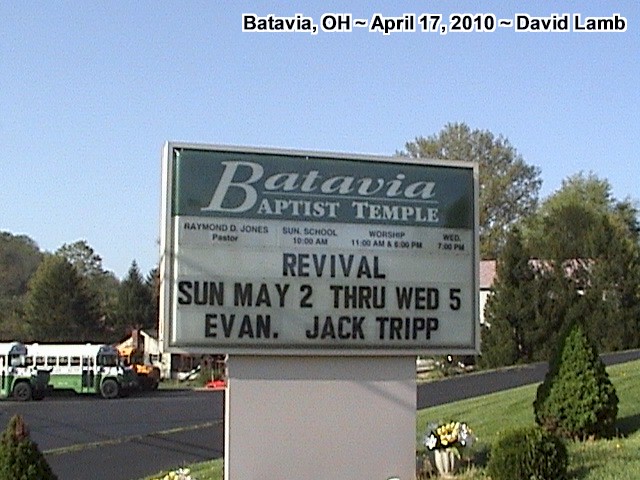 Batavia, OH ~ April 17, 2010 ~ David Lamb
Batavia
BAPTIST TEMPLE
RAYMOND D. JONES
Pastor
SUN. SCHOOL
10:00 AM
WORSHIP
11:00 AM & 6:00 PM
WED.
7:00 PM
REVIVAL
SUN MAY 2 THRU WED 5
EVAN. JACK TRIPP